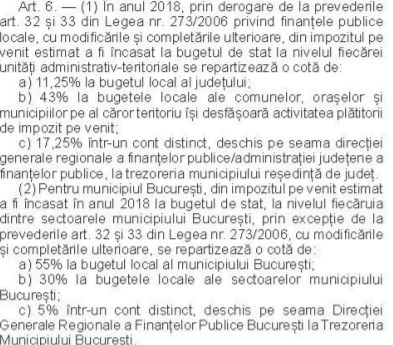 Art. 6. — (1) În anul 2018, prin derogare de la prevederile
art. 32 și 33 din Legea nr. 273/2006 privind finanțele publice
locale, cu modificările și completările ulterioare, din impozitul pe
venit estimat a fi încasat la bugetul de stat la nivelul fiecărei
unități administrativ-teritoriale se repartizează o cotă de:
a) 11,25% la bugetul local al județului;
b) 43% la bugetele locale ale comunelor, orașelor și
municipiilor pe al căror teritoriu își desfășoară activitatea plătitorii
de impozit pe venit;
c) 17,25% într-un cont distinct, deschis pe seama direcției
generale regionale a finanțelor publice/administrației județene a
finanțelor publice, la trezoreria municipiului reședință de județ.
(2) Pentru municipiul București, din impozitul pe venit estimat
a fi încasat în anul 2018 la bugetul de stat, la nivelul fiecăruia
dintre sectoarele municipiului București, prin excepție de la
prevederile art. 32 și 33 din Legea nr. 273/2006, cu modificările
și completările ulterioare, se repartizează o cotă de:
a) 55% la bugetul local al municipiului București;
b) 30% la bugetele locale ale sectoarelor municipiului
București;
c) 5% într-un cont distinct, deschis pe seama Direcției
Generale Regionale a Finanțelor Publice București la Trezoreria
Municipiului București.